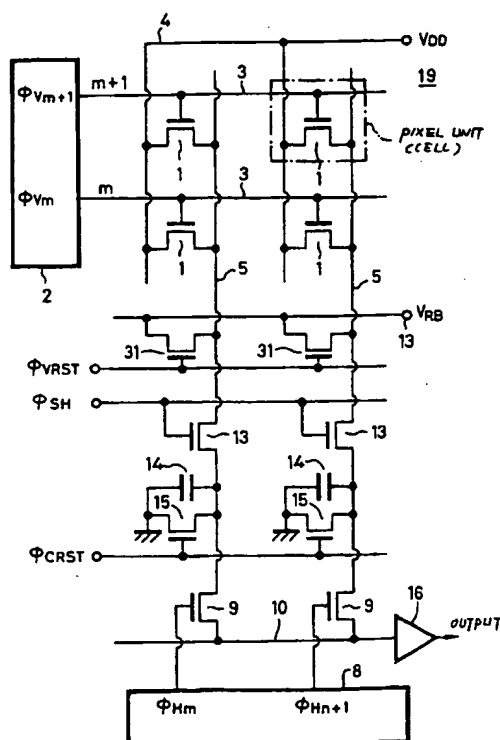 4
VDD
19
m+1
3
ΦVm+1
PIXEL UNIT
(CELL)
1
1
ΦVm
m
3
1
1
2
5
5
VRB
13
31
31
ΦVRST
ΦSH
13
13
14
14
15
15
ΦCRST
9
9
16
10
OUTPUT
8
ΦHm
ΦHn+1